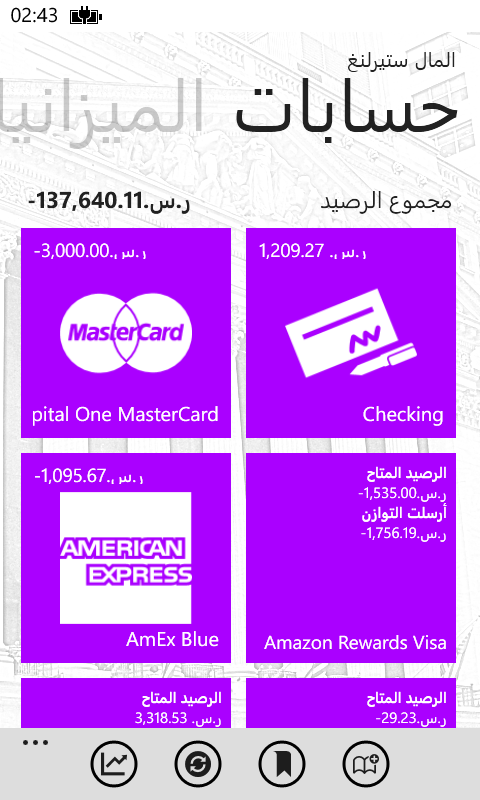 02:43
المال ستيرلنغ
حسابات الميزانيا
مجموع الرصيد
ر.س.137,640.11-
ر.س. 1,209.27
Checking
ر.س.3,000.00-
MasterCard
pital One MasterCard
الرصيد المتاح
ر.س.1,535.00-
أرسلت التوازن
ر.س.1,756.19-
Amazon Rewards Visa
ر.س.1,095.67-
AMERICAN
EXPRESS
AmEx Blue
الرصيد المتاح
ر.س.29.23-
الرصيد المتاح
ر.س. 3,318.53